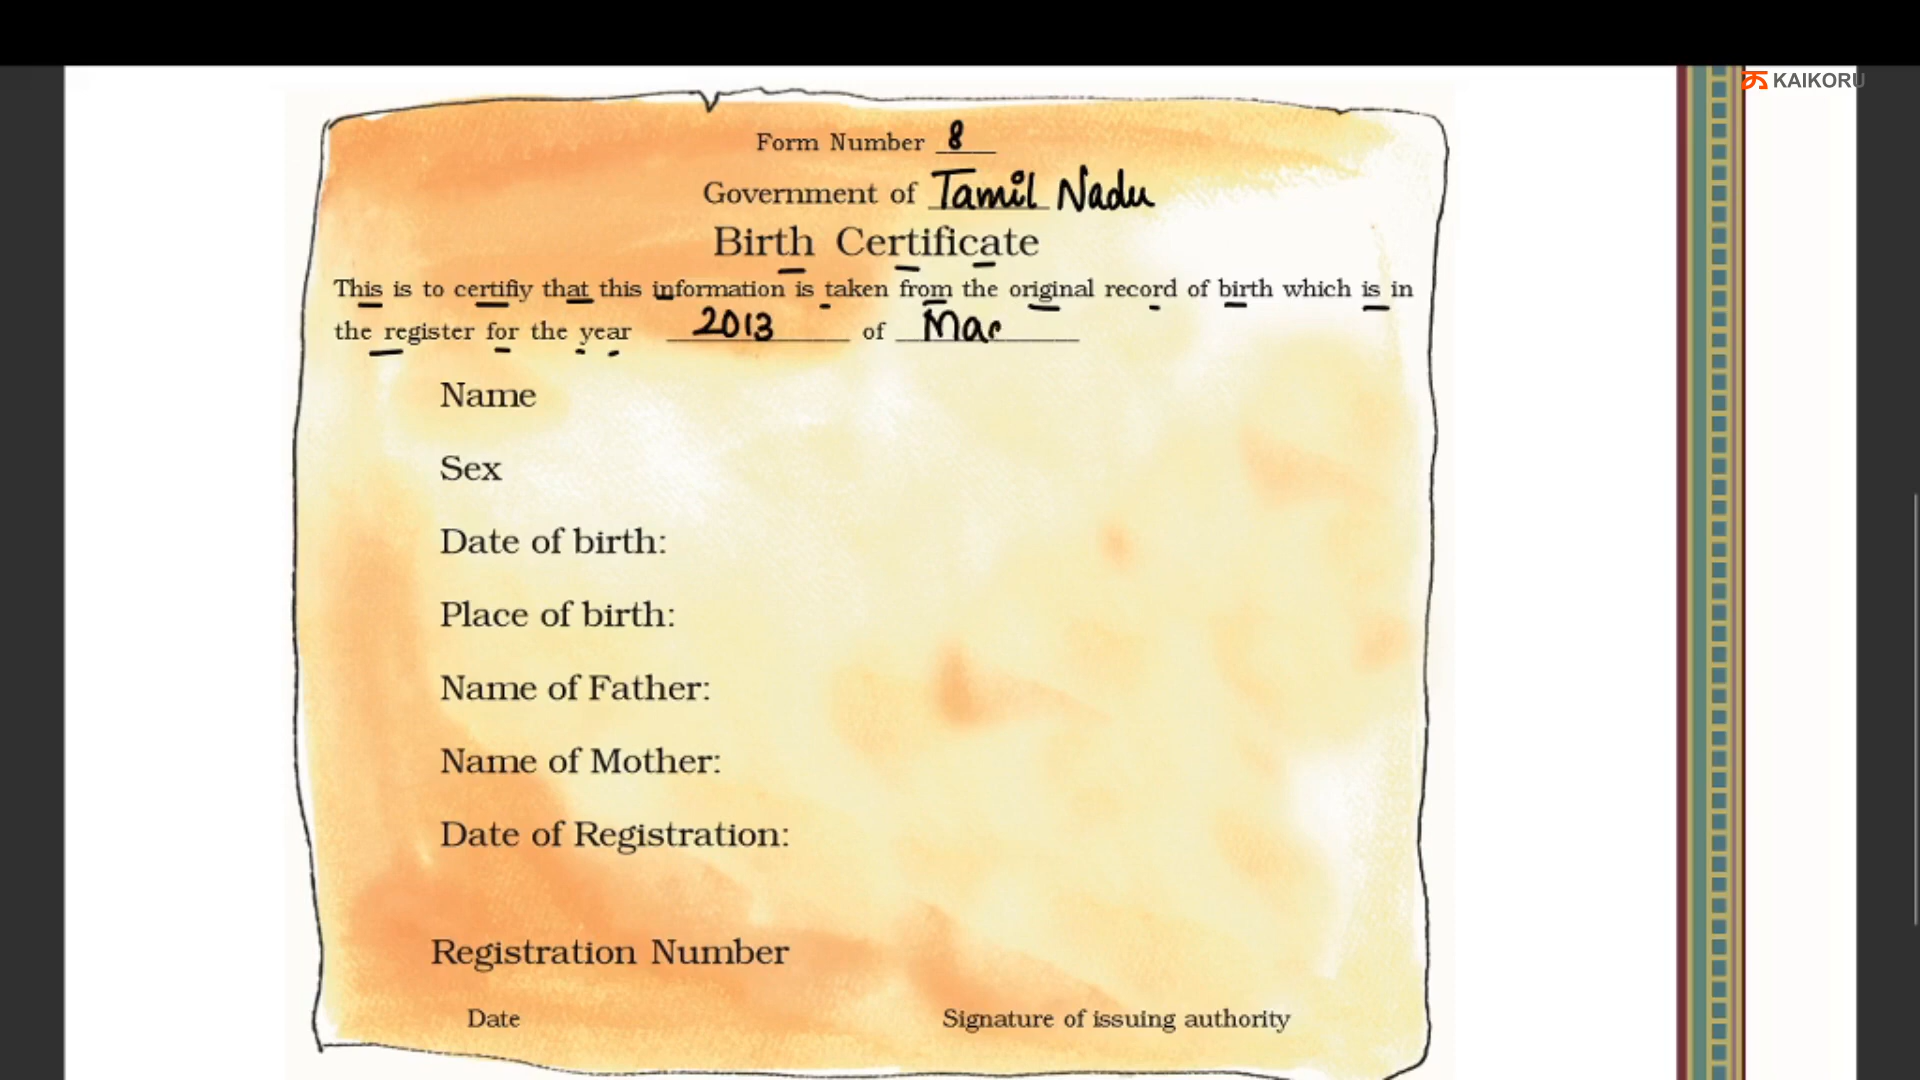 KAIKORU
Form Number 8
Government of Tamil Nadu
Birth Certificate
This is to certifiy that this information is taken from the original record of birth which is in
the register for the year 2013 of Mar
Name
Sex
Date of birth:
Place of birth:
Name of Father:
Name of Mother:
Date of Registration:
Registration Number
Date Signature of issuing authority